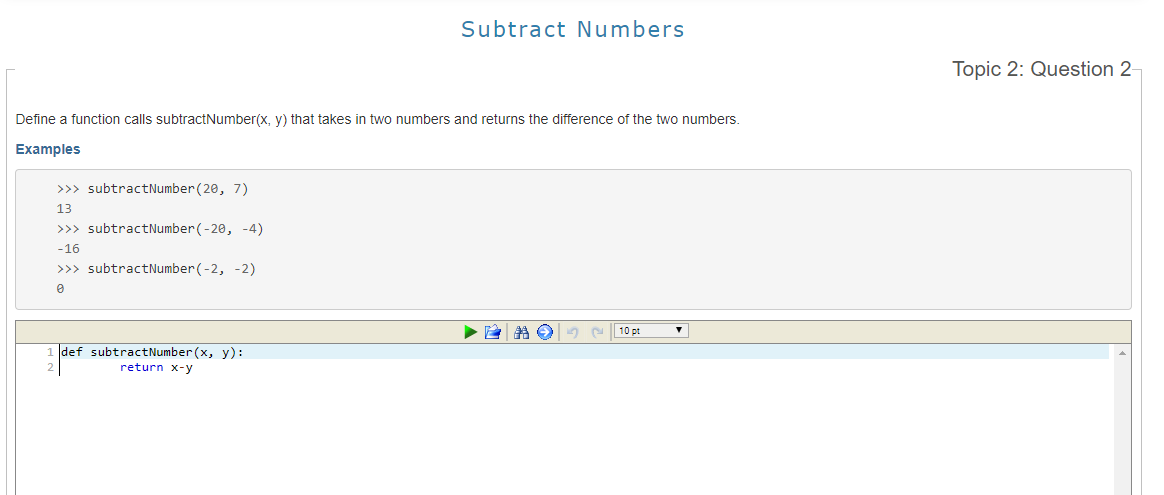 Subtract Numbers
Topic 2: Question 2
Define a function calls subtractNumber(x, y) that takes in two numbers and returns the difference of the two numbers.
Examples
>>> subtractNumber(20, 7)
13
>>> subtractNumber(-20, -4)
-16
>>> subtractNumber(-2, -2)
0
10 pt
1 def subtractNumber(x, y):
2 return x-y